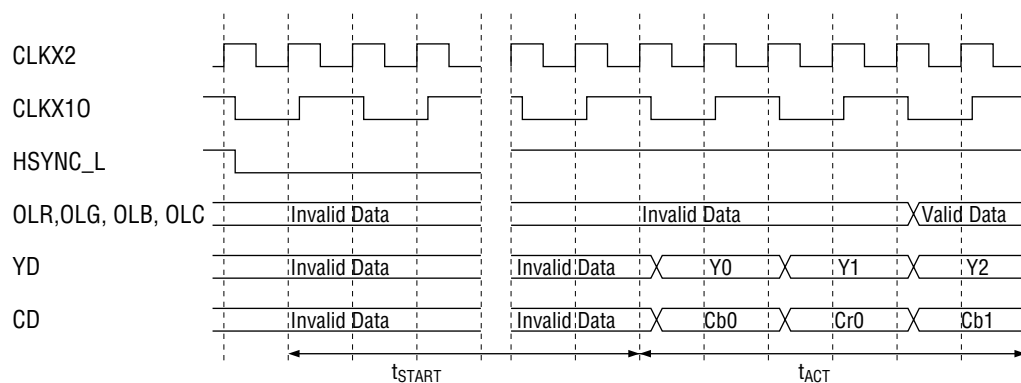 CLKX2
CLKX1O
HSYNC_L
OLR,OLG, OLB, OLC Invalid Data Invalid Data Valid Data
YD Invalid Data Invalid Data Y0 Y1 Y2
CD Invalid Data Invalid Data Cb0 Cr0 Cb1
tSTART tACT